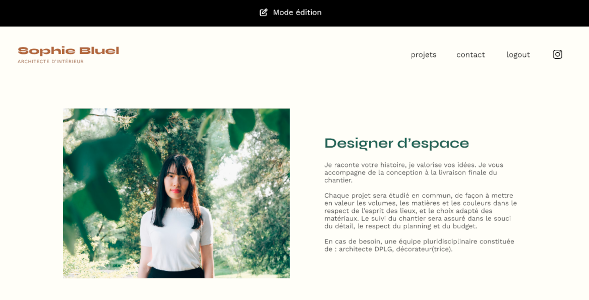 Mode édition
Sophie Bluel
ARCHITECTE D'INTÉRIEUR
projets
contact
logout
Designer d'espace
Je raconte votre histoire, je valorise vos idées. Je vous
accompagne de la conception à la livraison finale du
chantier.
Chaque projet sera étudié en commun, de façon à mettre
en valeur les volumes, les matières et les couleurs dans le
respect de l'esprit des lieux, et le choix adapté des
matériaux. Le suivi du chantier sera assuré dans le souci
du détail, le respect du planning et du budget.
En cas de besoin, une équipe pluridisciplinaire constituée
de : architecte DPLG, décorateur(trice).